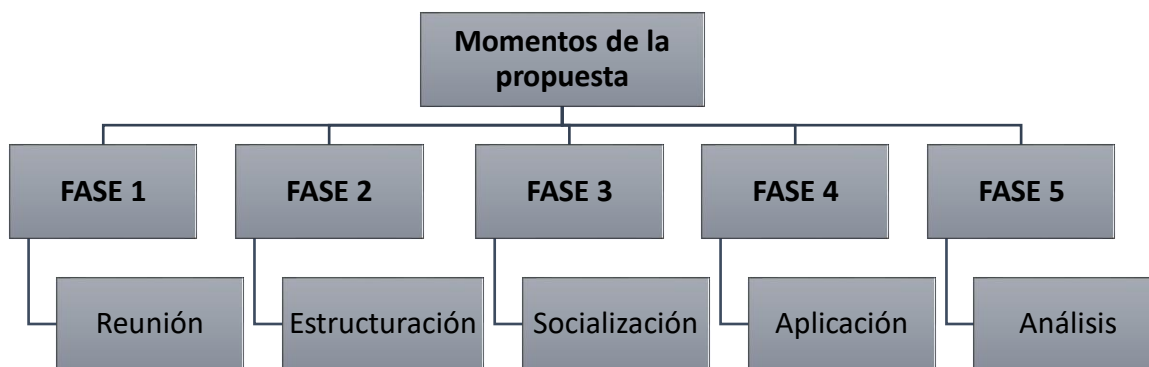 Momentos de la
propuesta
FASE 1
FASE 2
FASE 3
FASE 4
FASE 5
Reunión
Estructuración
Socialización
Aplicación
Análisis